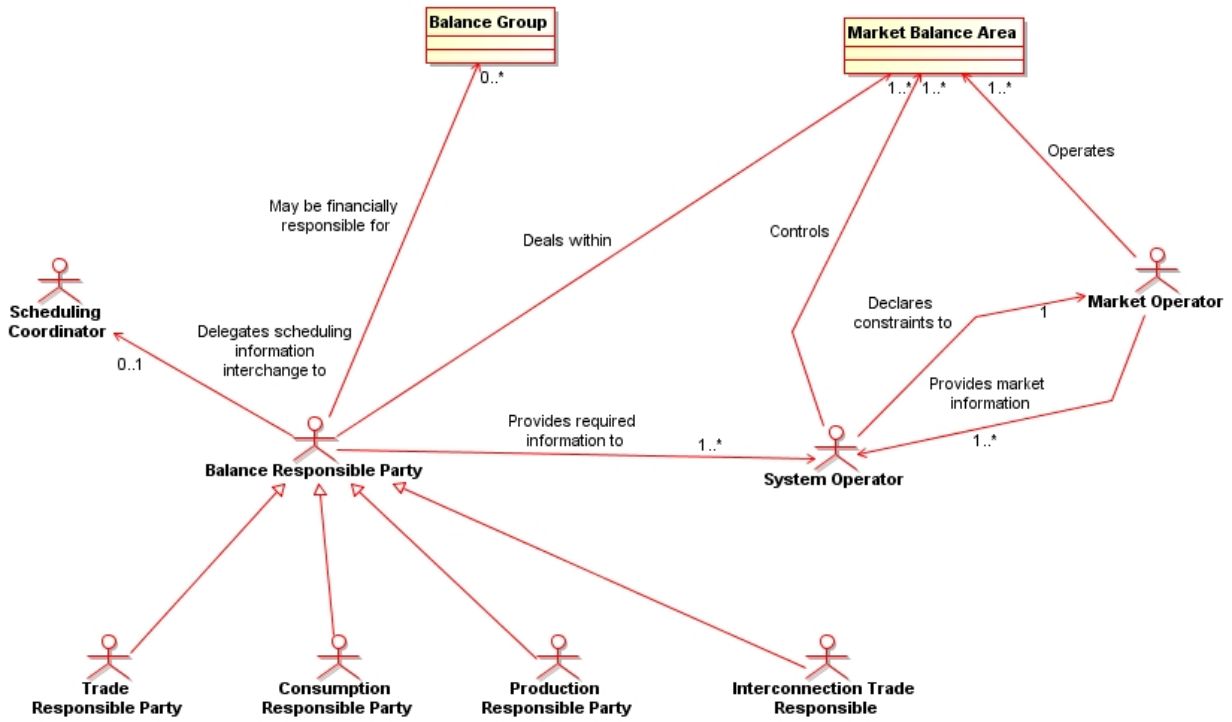 Balance Group
Market Balance Area
0..*
1..*
1..*
1..*
Operates
May be financially
responsible for
Deals within
Controls
Scheduling
Coordinator
Declares
constraints to
1
Market Operator
Delegates scheduling
information
interchange to
0..1
Provides market
information
Provides required
information to
1..*
1..*
Balance Responsible Party
System Operator
Trade
Responsible Party
Consumption
Responsible Party
Production
Responsible Party
Interconnection Trade
Responsible